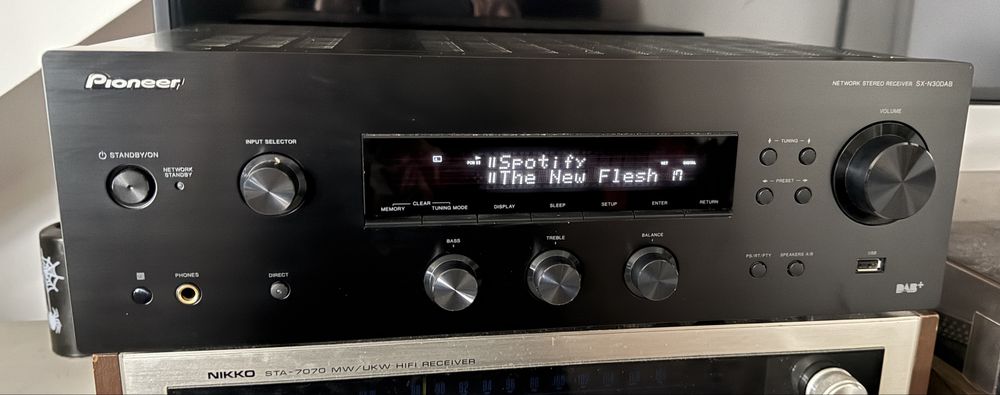 Pioneer
NETWORK STEREO RECEIVER SX-N30DAB
VOLUME
STANDBY/ON
NETWORK
STANDBY
INPUT SELECTOR
Spotify
The New Flesh
TUNING
PRESET
CLEAR
MEMORY
TUNING MODE
DISPLAY
SLEEP
SETUP
ENTER
RETURN
BASS
TREBLE
BALANCE
PS/RT/PTY
SPEAKERS A/B
USB
PHONES
DIRECT
DAB+
NIKKO STA-7070 MW/UKW HIFI RECEIVER